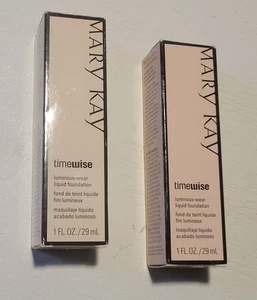 MARY KAY
timewise
luminous-wear
liquid foundation
fond de teint liquide
fini lumineux
maquillaje líquido
acabado luminoso
1 FL. OZ./29 mL
MARY KAY
timewise
luminous-wear
liquid foundation
fond de teint liquide
fini lumineux
maquillaje líquido
acabado luminoso
1 FL. OZ./29 mL